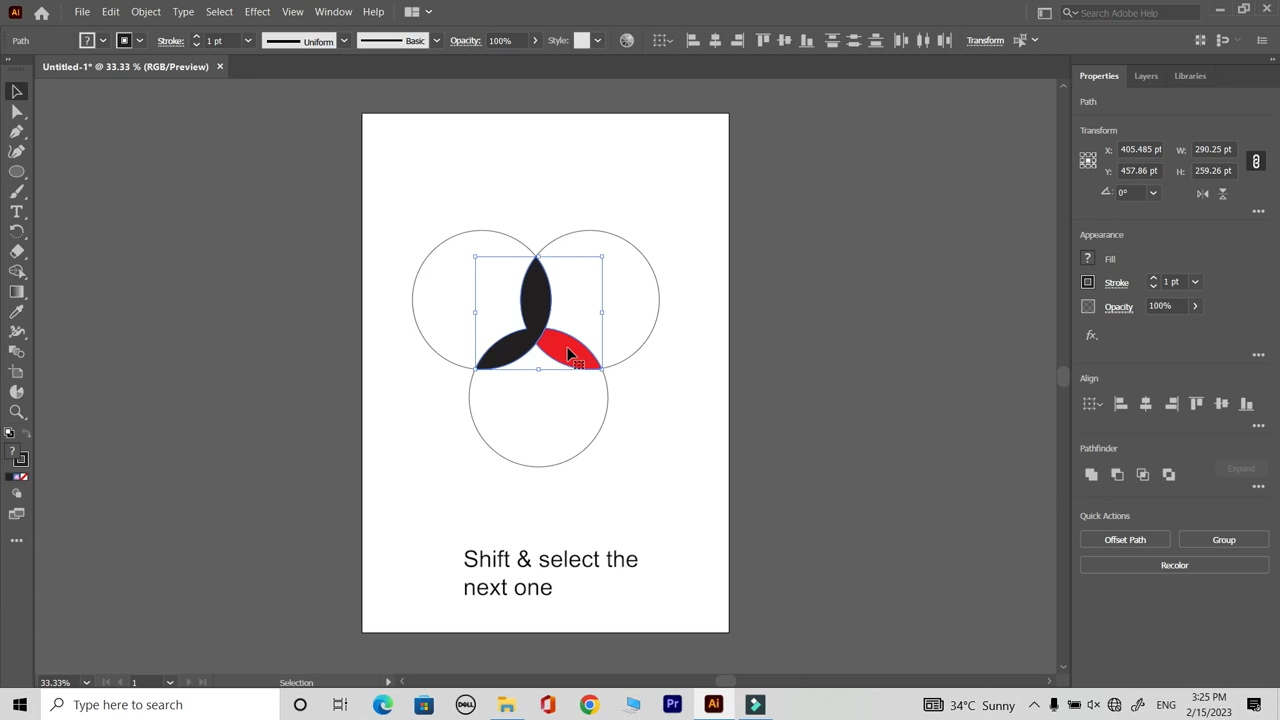 Ai File Edit Object Type Select Effect View Window Help Search Adobe Help
Path ? Stroke: 1 pt Uniform Basic Opacity: 100% Style: Transform
Untitled-1* @ 33.33 % (RGB/Preview)
Properties Layers Libraries
Path
Transform
X: 405.485 pt W: 290.25 pt
Y: 457.86 pt H: 259.26 pt
0°
Appearance
? Fill
Stroke 1 pt
Opacity 100%
fx.
Align
Pathfinder
Expand
Quick Actions
Offset Path Group
Recolor
Shift & select the
next one
33.33% 1 Selection
Type here to search DELL Pr Ai 34°C Sunny ENG 3:25 PM
2/15/2023